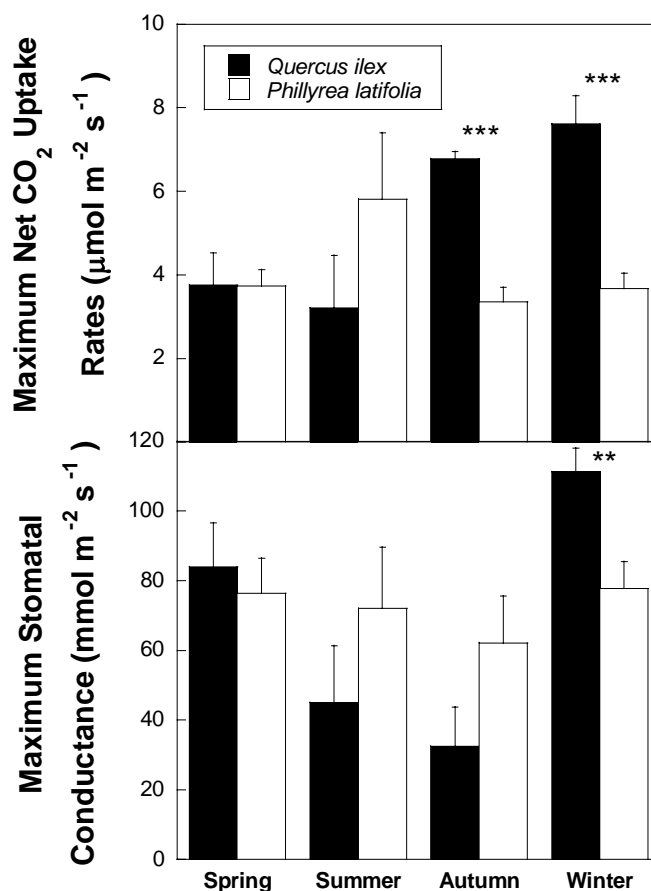 Maximum Net CO2 Uptake
Rates (μmol m-2 s-1)
10
8
6
4
2
Quercus ilex
Phillyrea latifolia
***
***
Maximum Stomatal
Conductance (mmol m-2 s-1)
120
100
80
60
40
20
0
**
Spring Summer Autumn Winter